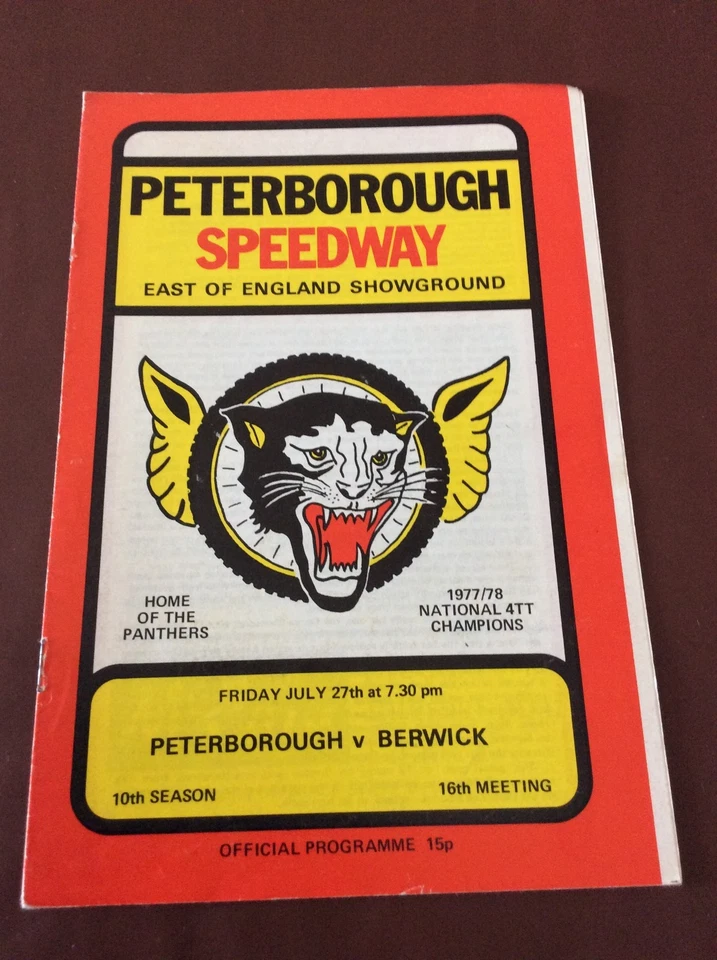 PETERBOROUGH
SPEEDWAY
EAST OF ENGLAND SHOWGROUND
HOME
OF THE
PANTHERS
1977/78
NATIONAL 4TT
CHAMPIONS
FRIDAY JULY 27th at 7.30 pm
PETERBOROUGH v BERWICK
10th SEASON
16th MEETING
OFFICIAL PROGRAMME 15p